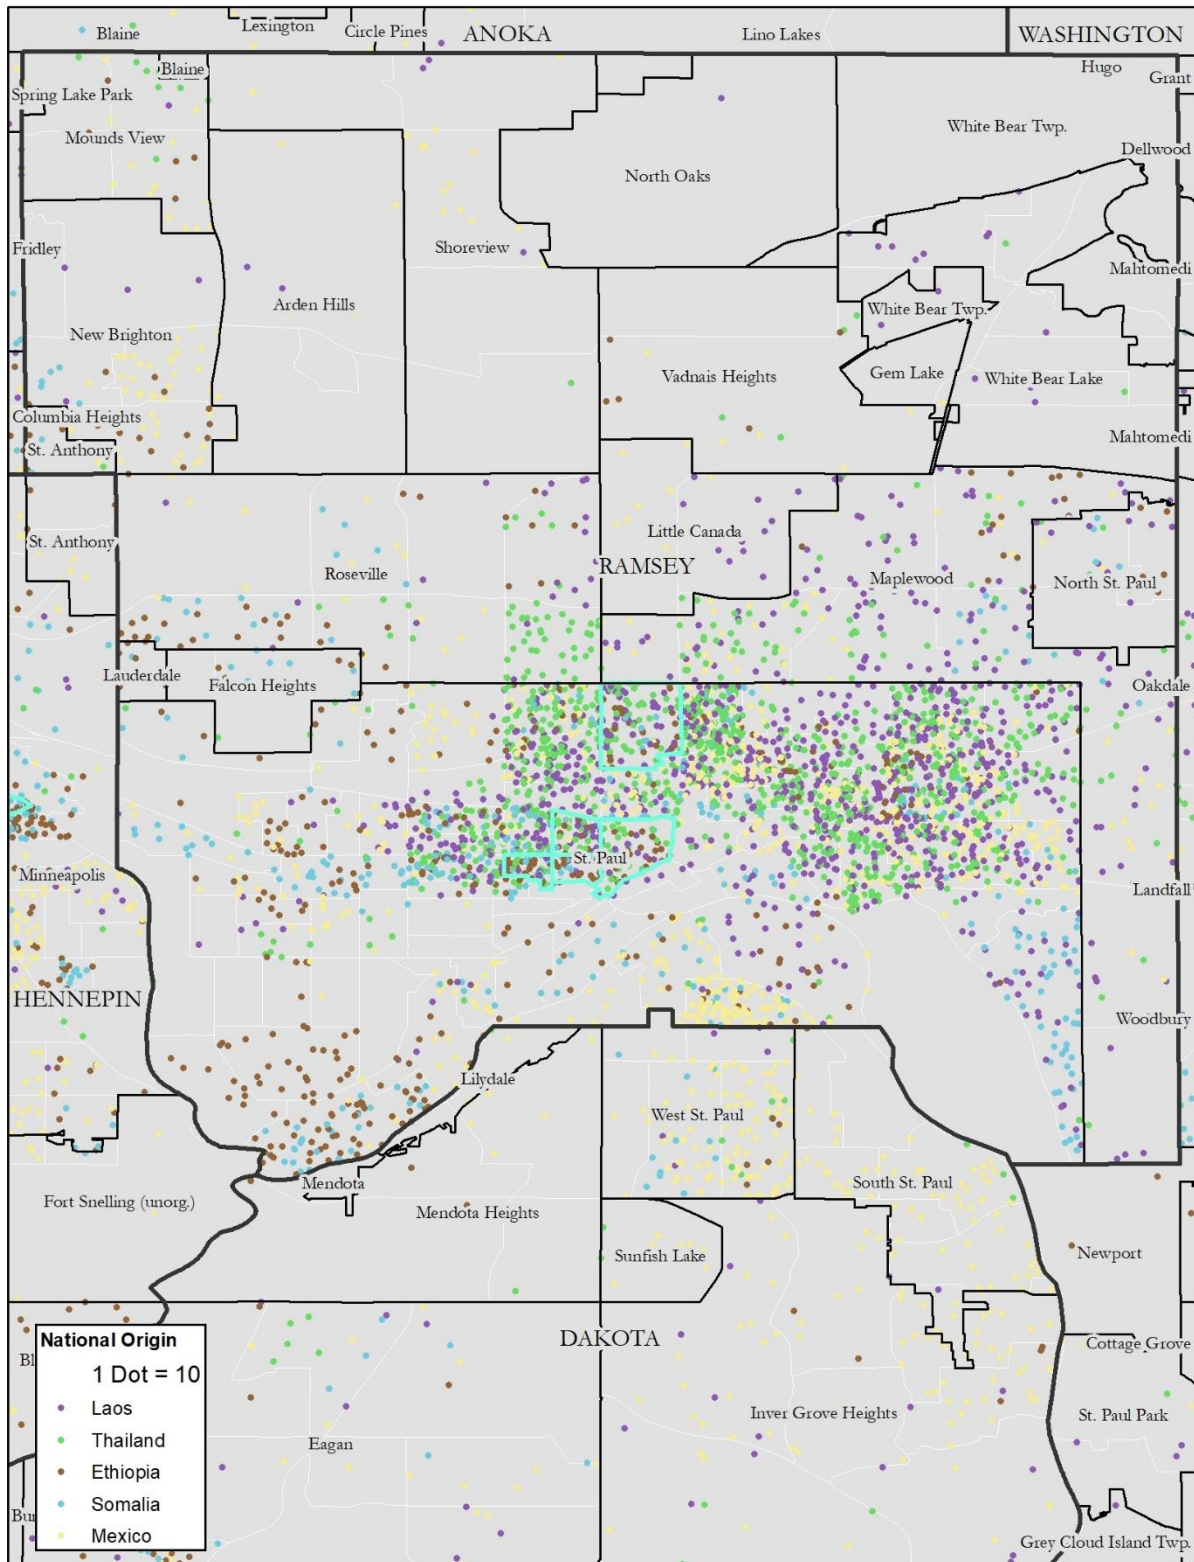 Blaine
Lexington
Circle Pines
ANOKA
Lino Lakes
WASHINGTON
Blaine
Hugo
Grant
Spring Lake Park
Mounds View
White Bear Twp.
Dellwood
North Oaks
Fridley
Shoreview
Mahtomedi
Arden Hills
White Bear Twp.
New Brighton
Vadnais Heights
Gem Lake
White Bear Lake
Columbia Heights
Mahtomedi
St. Anthony
St. Anthony
Little Canada
RAMSEY
Roseville
Maplewood
North St. Paul
Lauderdale
Falcon Heights
Oakdale
St. Paul
Minneapolis
Landfall
HENNEPIN
Woodbury
Lilydale
West St. Paul
Mendota
South St. Paul
Fort Snelling (unorg.)
Mendota Heights
Sunfish Lake
Newport
DAKOTA
Cottage Grove
Inver Grove Heights
St. Paul Park
Eagan
Grey Cloud Island Twp.
Bl
Bur
National Origin
1 Dot = 10
Laos
Thailand
Ethiopia
Somalia
Mexico